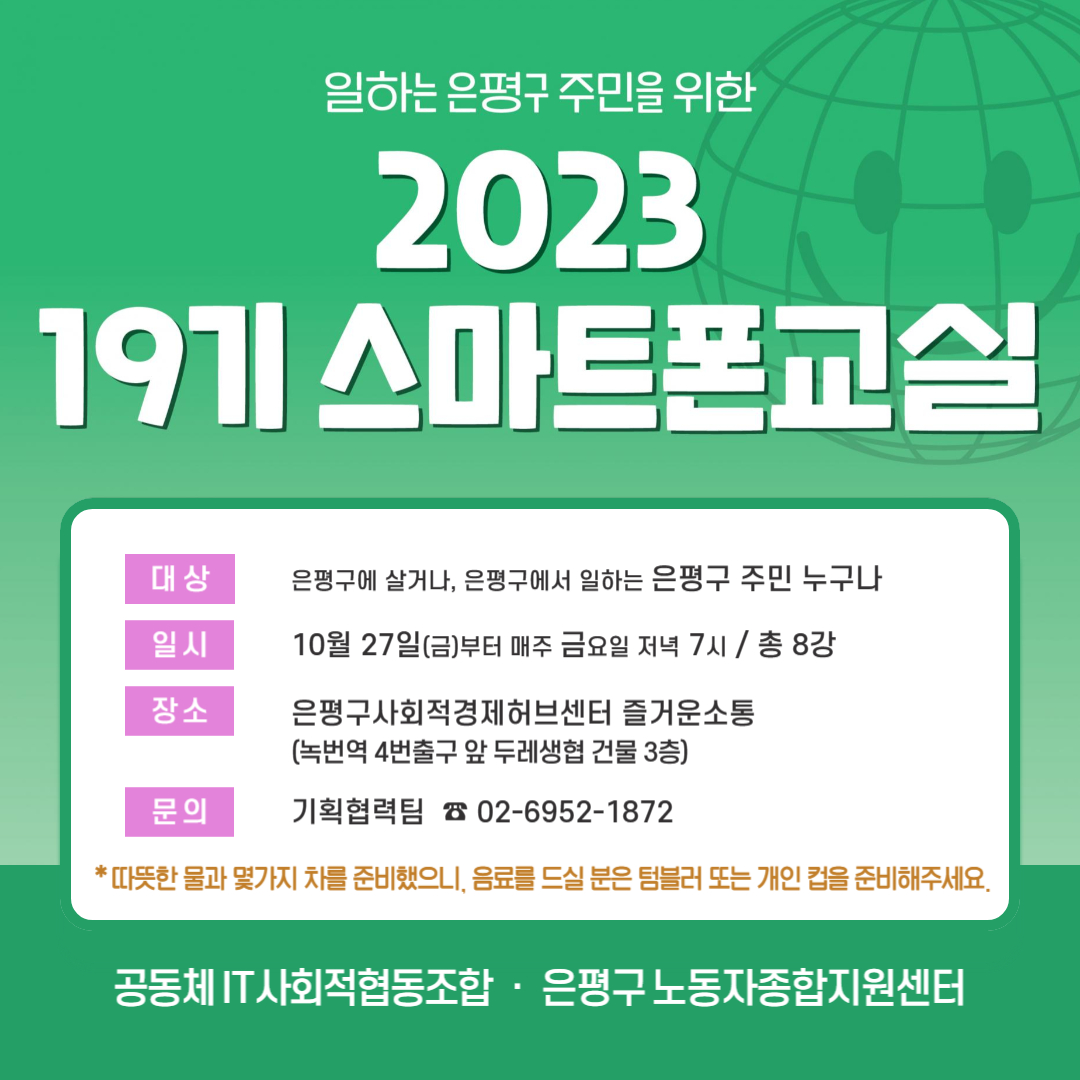 일하는 은평구 주민을 위한
2023
19기 스마트폰교실
대상 은평구에 살거나, 은평구에서 일하는 은평구 주민 누구나
일시 10월 27일(금)부터 매주 금요일 저녁 7시 / 총 8강
장소 은평구사회적경제허브센터 즐거운소통
(녹번역 4번출구 앞 두레생협 건물 3층)
문의 기획협력팀 ☎ 02-6952-1872
* 따뜻한 물과 몇가지 차를 준비했으니, 음료를 드실 분은 텀블러 또는 개인 컵을 준비해주세요.
공동체 IT사회적협동조합 · 은평구 노동자종합지원센터